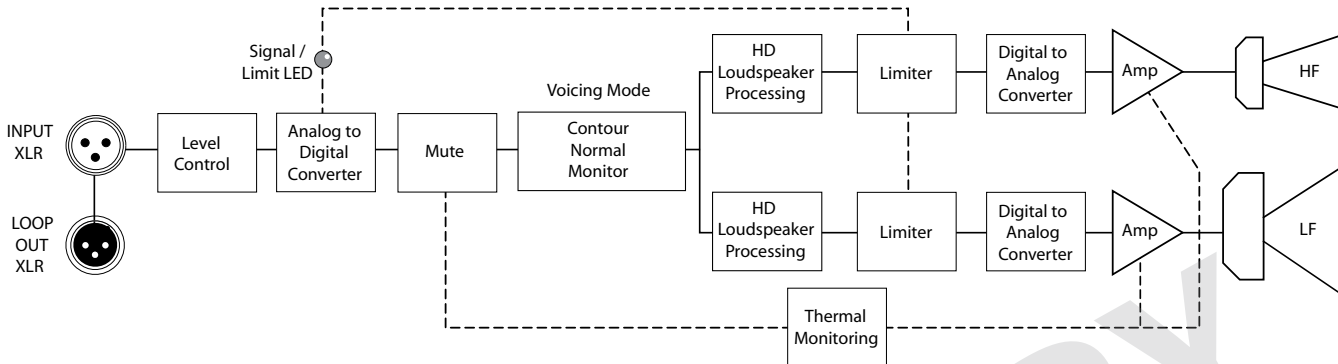 Signal /
Limit LED
INPUT
XLR
LOOP
OUT
XLR
Level
Control
Analog to
Digital
Converter
Mute
Voicing Mode
Contour
Normal
Monitor
HD
Loudspeaker
Processing
Limiter
Digital to
Analog
Converter
Amp
HF
HD
Loudspeaker
Processing
Limiter
Digital to
Analog
Converter
Amp
LF
Thermal
Monitoring